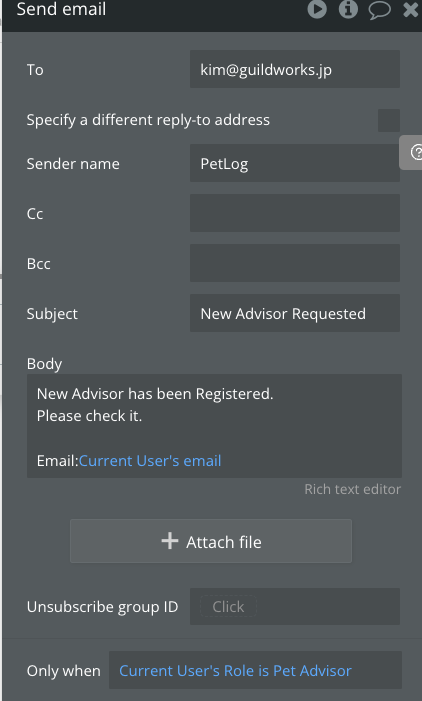 Send email
To
kim@guildworks.jp
Specify a different reply-to address
Sender name
PetLog
Cc
Bcc
Subject
New Advisor Requested
Body
New Advisor has been Registered.
Please check it.
Email:Current User's email
Rich text editor
Attach file
Unsubscribe group ID
Click
Only when
Current User's Role is Pet Advisor